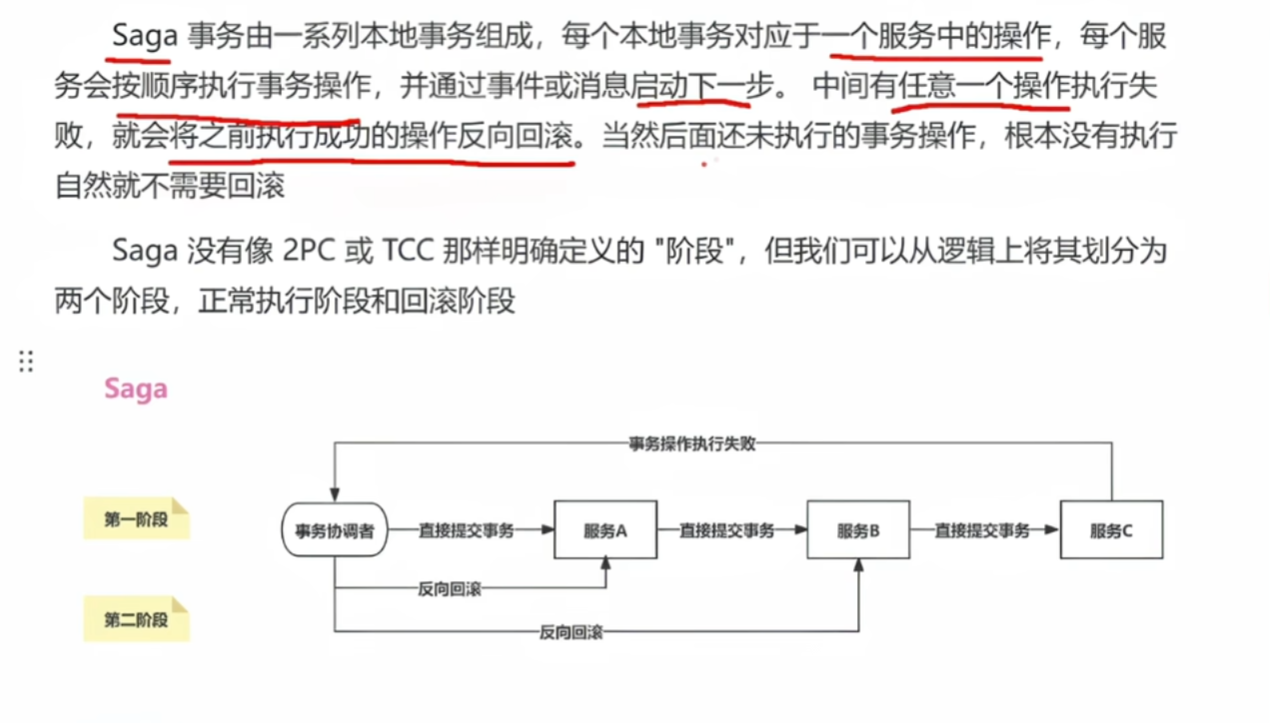 Saga 事务由一系列本地事务组成，每个本地事务对应于一个服务中的操作，每个服
务会按顺序执行事务操作，并通过事件或消息启动下一步。 中间有任意一个操作执行失
败，就会将之前执行成功的操作反向回滚。当然后面还未执行的事务操作，根本没有执行
自然就不需要回滚
Saga 没有像 2PC 或 TCC 那样明确定义的 "阶段"，但我们可以从逻辑上将其划分为
两个阶段，正常执行阶段和回滚阶段
Saga
事务操作执行失败
第一阶段
事务协调者
直接提交事务
服务A
直接提交事务
服务B
直接提交事务
服务C
反向回滚
第二阶段
反向回滚